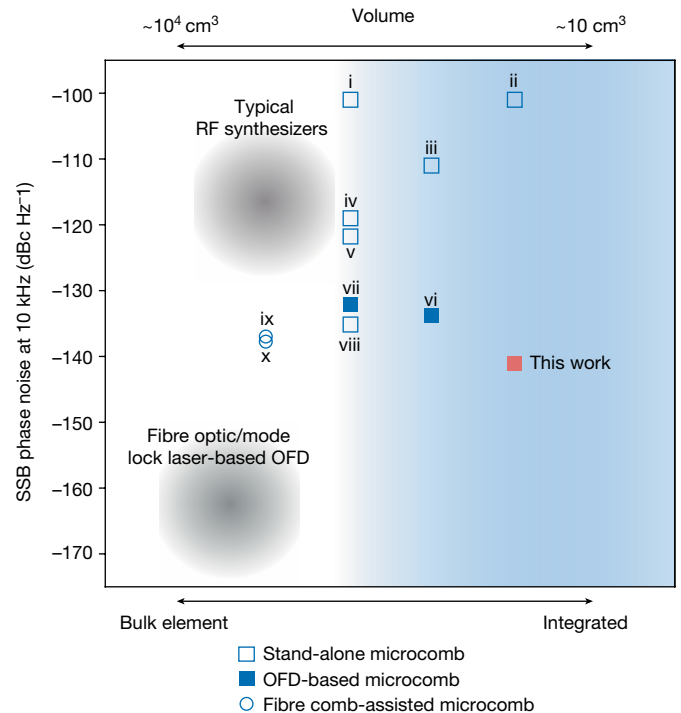 Volume
~10⁴ cm³
~10 cm³
SSB phase noise at 10 kHz (dBc Hz⁻¹)
−100
−110
−120
−130
−140
−150
−160
−170
i
ii
Typical
RF synthesizers
iii
iv
v
vii
vi
ix
viii
x
This work
Fibre optic/mode
lock laser-based OFD
Bulk element
Integrated
Stand-alone microcomb
OFD-based microcomb
Fibre comb-assisted microcomb